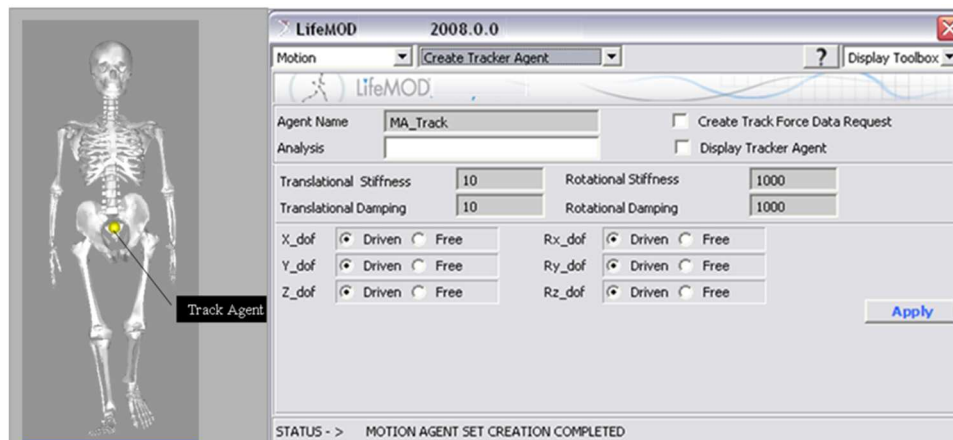 LifeMOD 2008.0.0
Motion Create Tracker Agent ? Display Toolbox
LifeMOD
Agent Name MA_Track Create Track Force Data Request
Analysis Display Tracker Agent
Translational Stiffness 10 Rotational Stiffness 1000
Translational Damping 10 Rotational Damping 1000
X_dof Driven Free Rx_dof Driven Free
Y_dof Driven Free Ry_dof Driven Free
Z_dof Driven Free Rz_dof Driven Free
Track Agent
Apply
STATUS - > MOTION AGENT SET CREATION COMPLETED